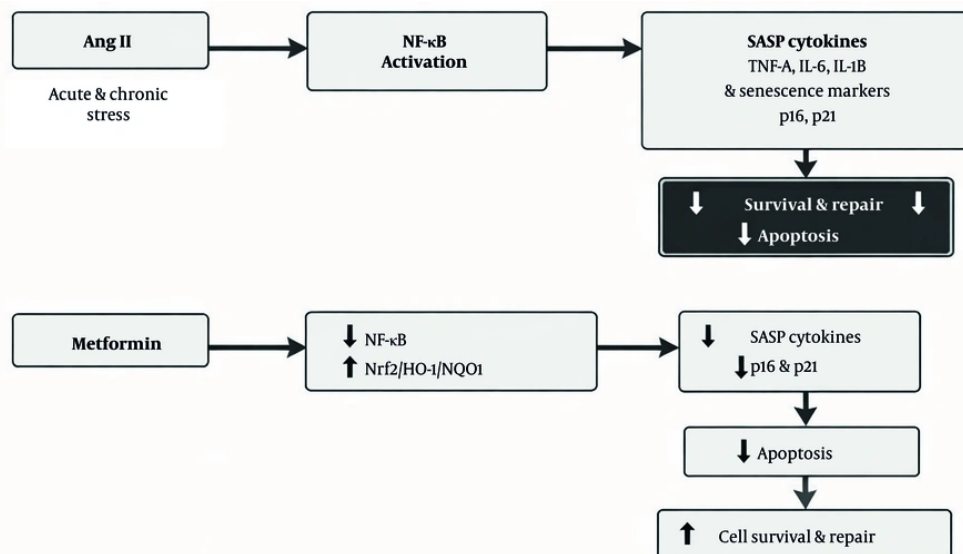 Ang II
Acute & chronic
stress
NF-κB
Activation
SASP cytokines
TNF-A, IL-6, IL-1B
& senescence markers
p16, p21
↓ Survival & repair ↓
↓ Apoptosis
Metformin
↓ NF-κB
↑ Nrf2/HO-1/NQO1
↓ SASP cytokines
↓ p16 & p21
↓ Apoptosis
↑ Cell survival & repair